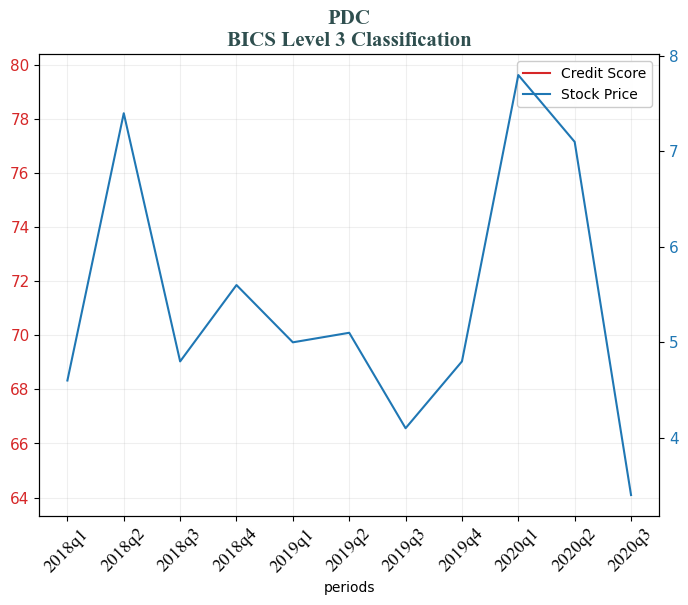 PDC
BICS Level 3 Classification
80
78
76
74
72
70
68
66
64
8
7
6
5
4
Credit Score
Stock Price
2018q1
2018q2
2018q3
2018q4
2019q1
2019q2
2019q3
2019q4
2020q1
2020q2
2020q3
periods